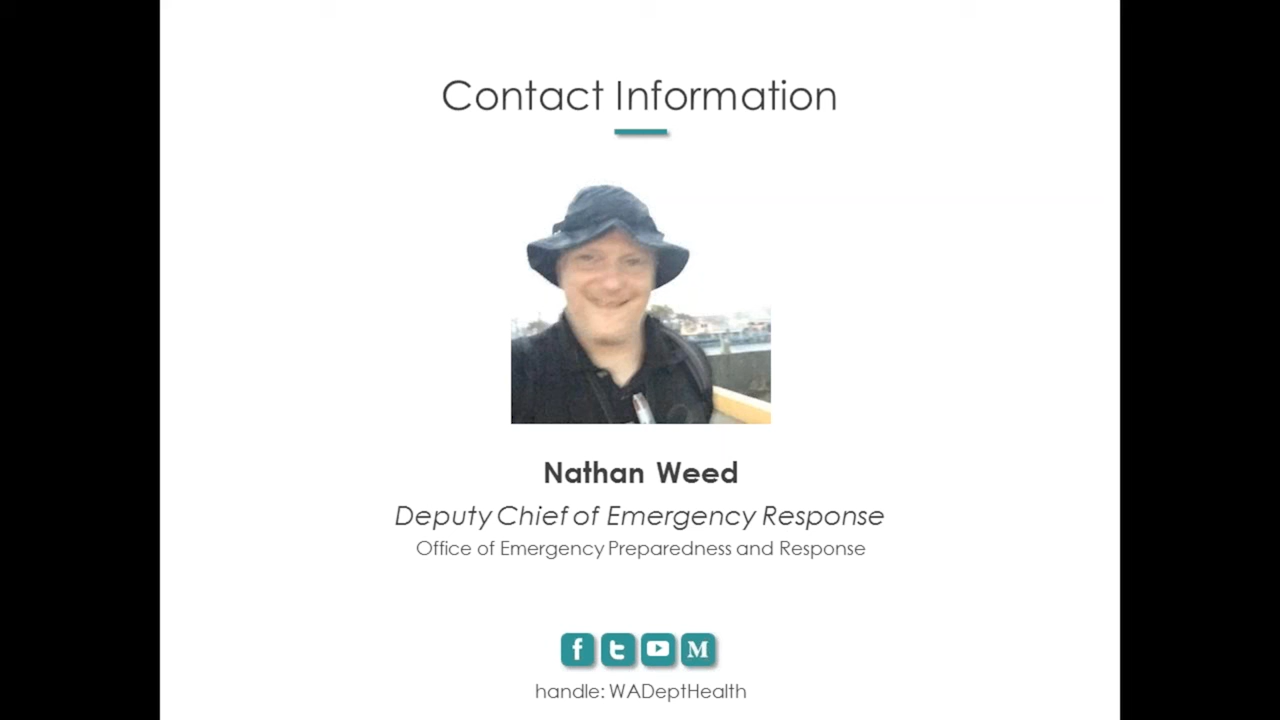 Contact Information
Nathan Weed
Deputy Chief of Emergency Response
Office of Emergency Preparedness and Response
f t M
handle: WADeptHealth